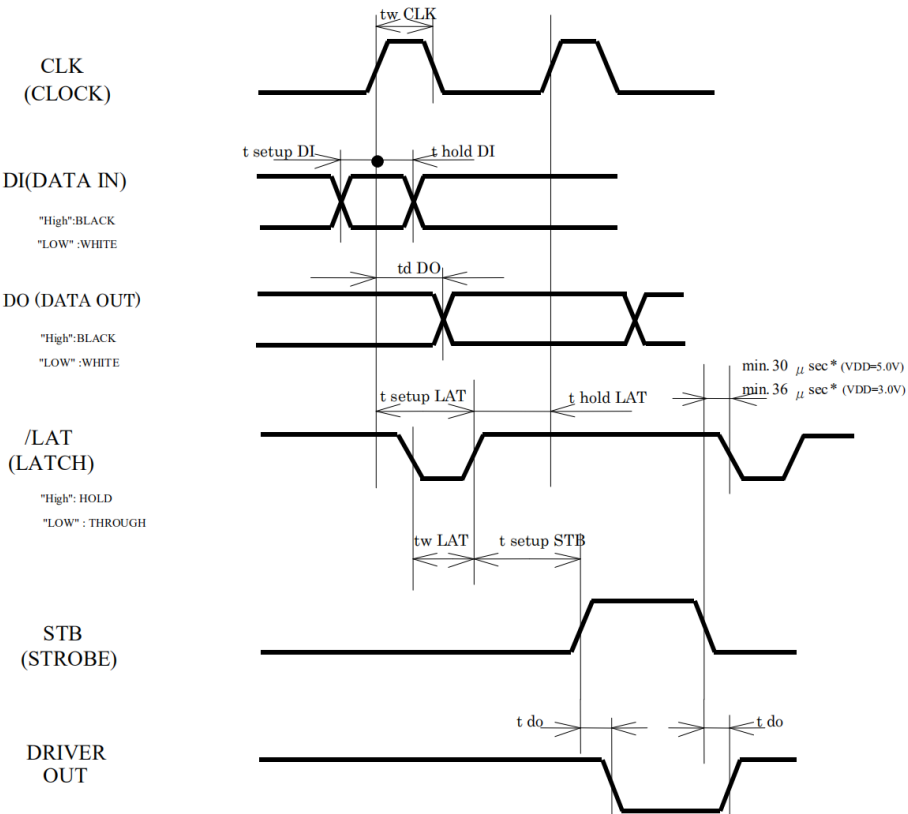 tw CLK
CLK
(CLOCK)
t setup DI
t hold DI
DI(DATA IN)
"High":BLACK
"LOW" :WHITE
td DO
DO (DATA OUT)
"High":BLACK
"LOW" :WHITE
min. 30 μ sec* (VDD=5.0V)
min. 36 μ sec* (VDD=3.0V)
t setup LAT
t hold LAT
/LAT
(LATCH)
"High": HOLD
"LOW" : THROUGH
tw LAT
t setup STB
STB
(STROBE)
t do
t do
DRIVER
OUT